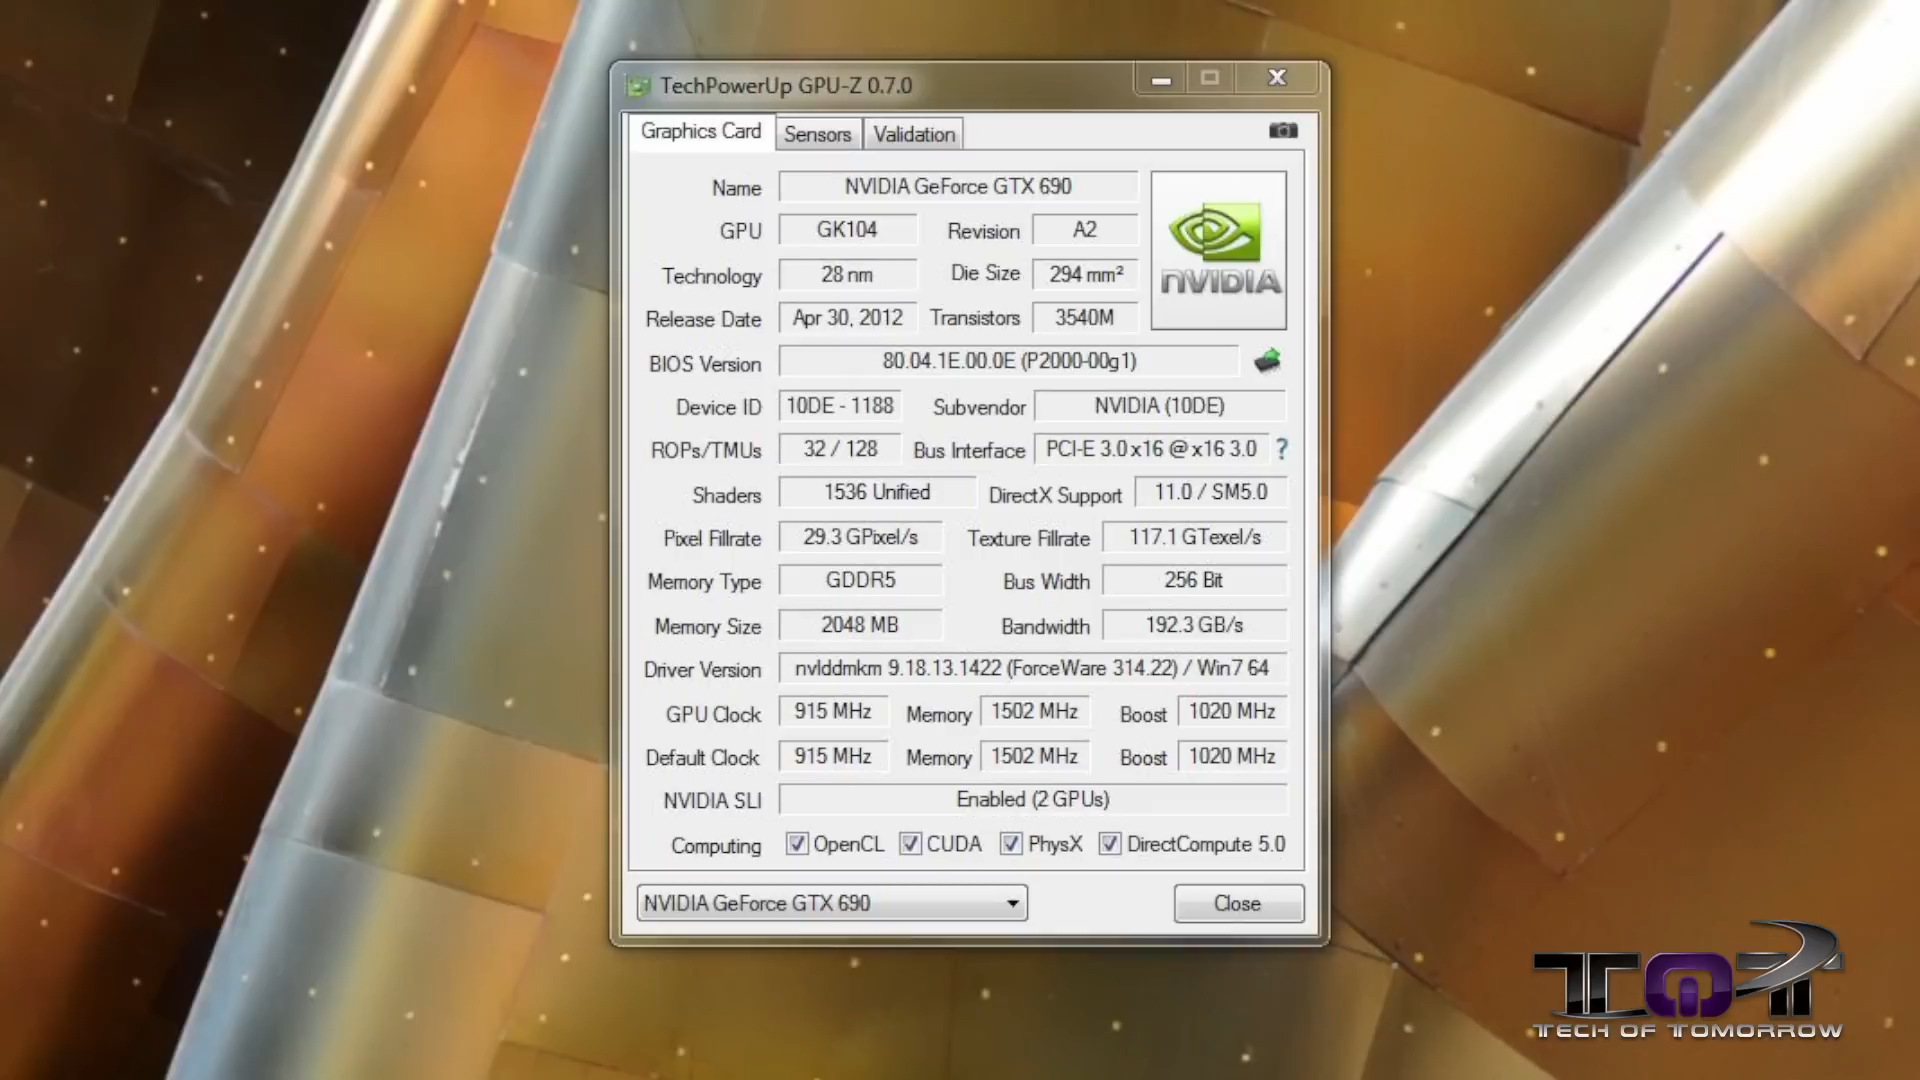 TechPowerUp GPU-Z 0.7.0
Graphics Card Sensors Validation
Name NVIDIA GeForce GTX 690
GPU GK104 Revision A2
Technology 28 nm Die Size 294 mm²
Release Date Apr 30, 2012 Transistors 3540M
NVIDIA
BIOS Version 80.04.1E.00.0E (P2000-00g1)
Device ID 10DE - 1188 Subvendor NVIDIA (10DE)
ROPs/TMUs 32 / 128 Bus Interface PCI-E 3.0 x16 @ x16 3.0 ?
Shaders 1536 Unified DirectX Support 11.0 / SM5.0
Pixel Fillrate 29.3 GPixel/s Texture Fillrate 117.1 GTexel/s
Memory Type GDDR5 Bus Width 256 Bit
Memory Size 2048 MB Bandwidth 192.3 GB/s
Driver Version nvlddmkm 9.18.13.1422 (ForceWare 314.22) / Win7 64
GPU Clock 915 MHz Memory 1502 MHz Boost 1020 MHz
Default Clock 915 MHz Memory 1502 MHz Boost 1020 MHz
NVIDIA SLI Enabled (2 GPUs)
Computing OpenCL CUDA PhysX DirectCompute 5.0
NVIDIA GeForce GTX 690 Close
TOT
TECH OF TOMORROW